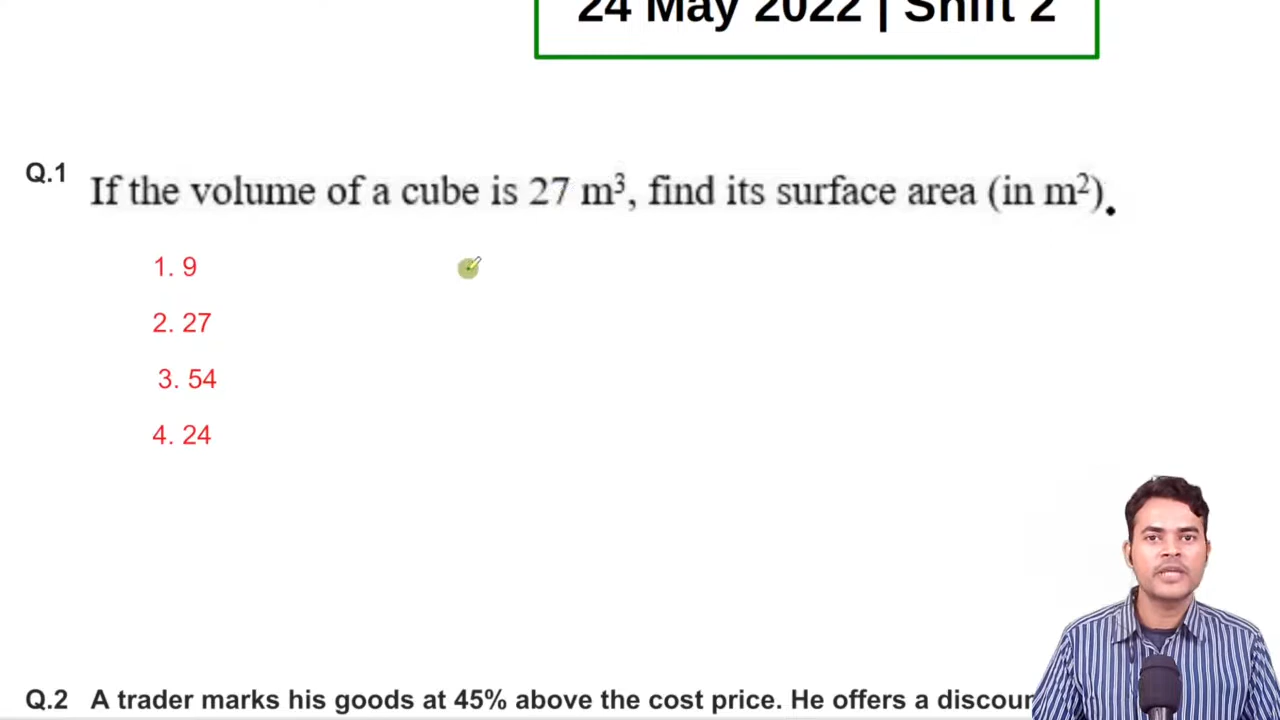 24 May 2022 | Shift 2
Q.1 If the volume of a cube is 27 m³, find its surface area (in m²).
1. 9
2. 27
3. 54
4. 24
Q.2 A trader marks his goods at 45% above the cost price. He offers a